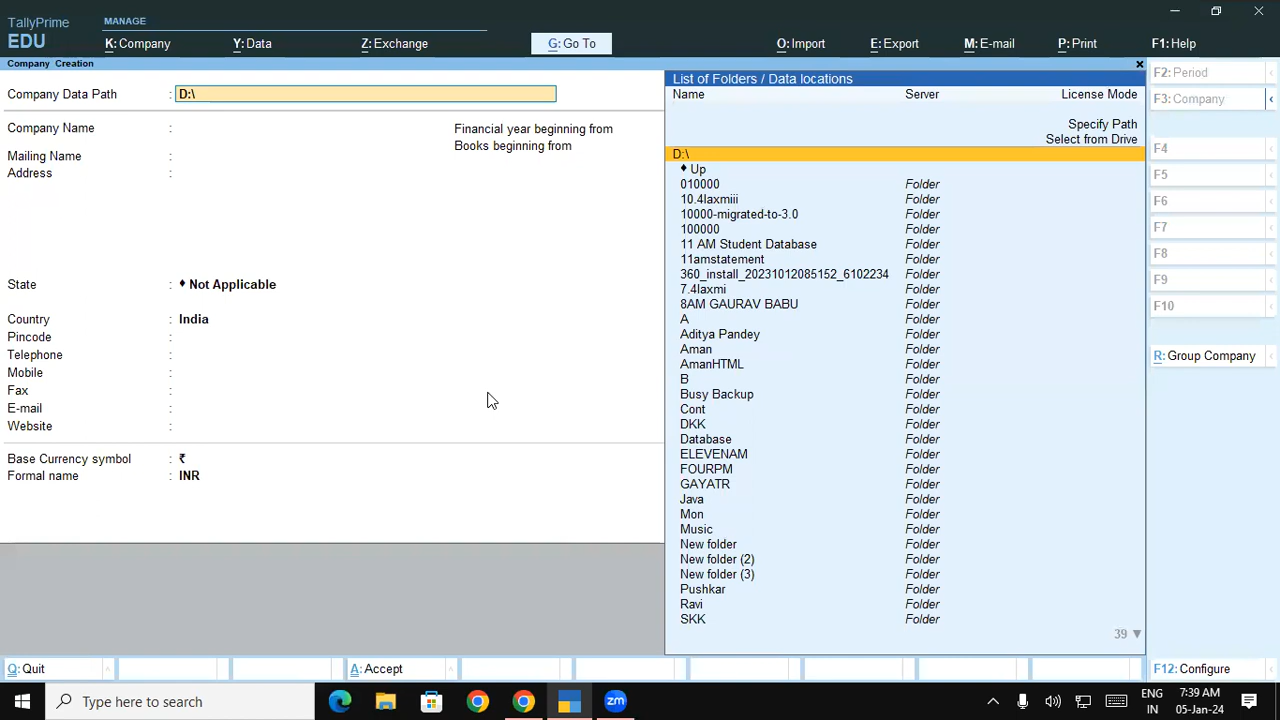 TallyPrime
MANAGE
EDU
K: Company
Y: Data
Z: Exchange
G: Go To
O: Import
E: Export
M: E-mail
P: Print
F1: Help
Company Creation
Company Data Path : D:\
Company Name :
Financial year beginning from
Books beginning from
Mailing Name :
Address :
State : ♦ Not Applicable
Country : India
Pincode :
Telephone :
Mobile :
Fax :
E-mail :
Website :
Base Currency symbol : ₹
Formal name : INR
List of Folders / Data locations
Name Server License Mode
Specify Path
Select from Drive
D:\
♦ Up
010000 Folder
10.4laxmiii Folder
10000-migrated-to-3.0 Folder
100000 Folder
11 AM Student Database Folder
11amstatement Folder
360_install_20231012085152_6102234 Folder
7.4laxmi Folder
8AM GAURAV BABU Folder
A Folder
Aditya Pandey Folder
Aman Folder
AmanHTML Folder
B Folder
Busy Backup Folder
Cont Folder
DKK Folder
Database Folder
ELEVENAM Folder
FOURPM Folder
GAYATR Folder
Java Folder
Mon Folder
Music Folder
New folder Folder
New folder (2) Folder
New folder (3) Folder
Pushkar Folder
Ravi Folder
SKK Folder
39 ▼
F2: Period
F3: Company
F4
F5
F6
F7
F8
F9
F10
R: Group Company
Q: Quit
A: Accept
F12: Configure
Type here to search
zm
ENG
IN
7:39 AM
05-Jan-24